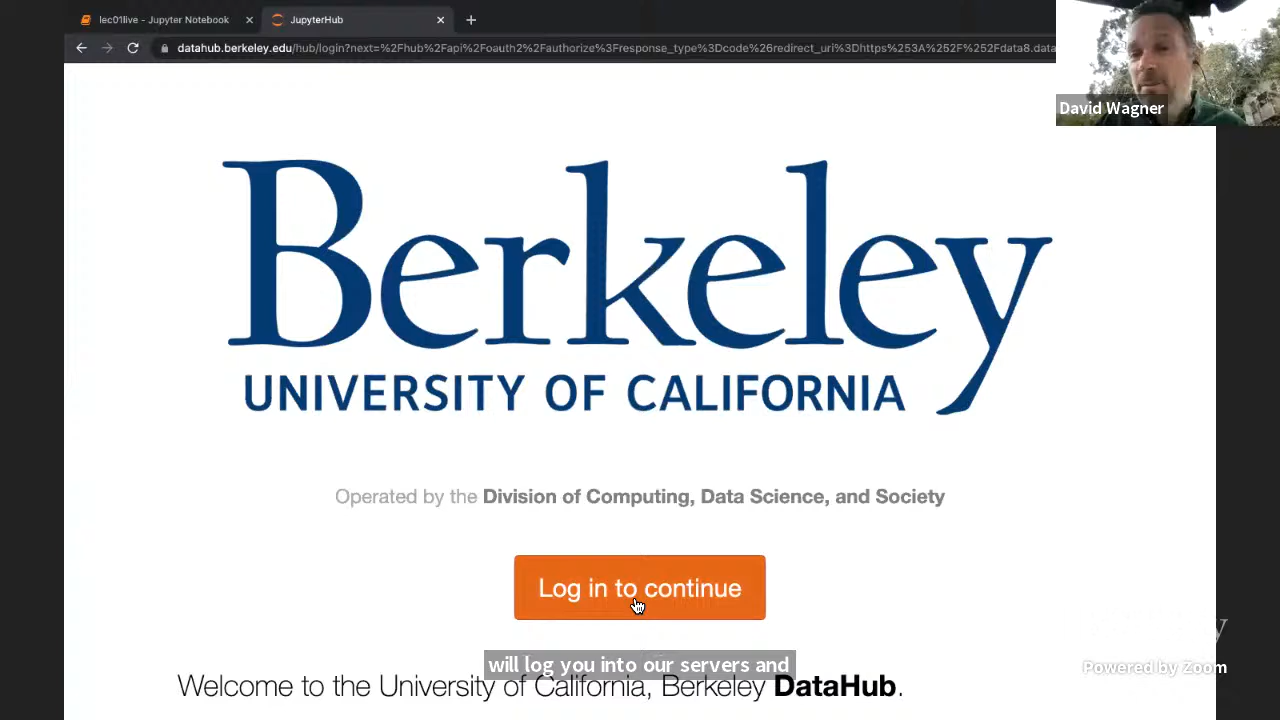 lec01live - Jupyter Notebook
JupyterHub
datahub.berkeley.edu/hub/login?next=%2Fhub%2Fapi%2Foauth2%2Fauthorize%3Fresponse_type%3Dcode%26redirect_uri%3Dhttps%253A%252F%252Fdata8.data
David Wagner
Berkeley
UNIVERSITY OF CALIFORNIA
Operated by the Division of Computing, Data Science, and Society
Log in to continue
will log you into our servers and
Powered by Zoom
Welcome to the University of California, Berkeley DataHub.